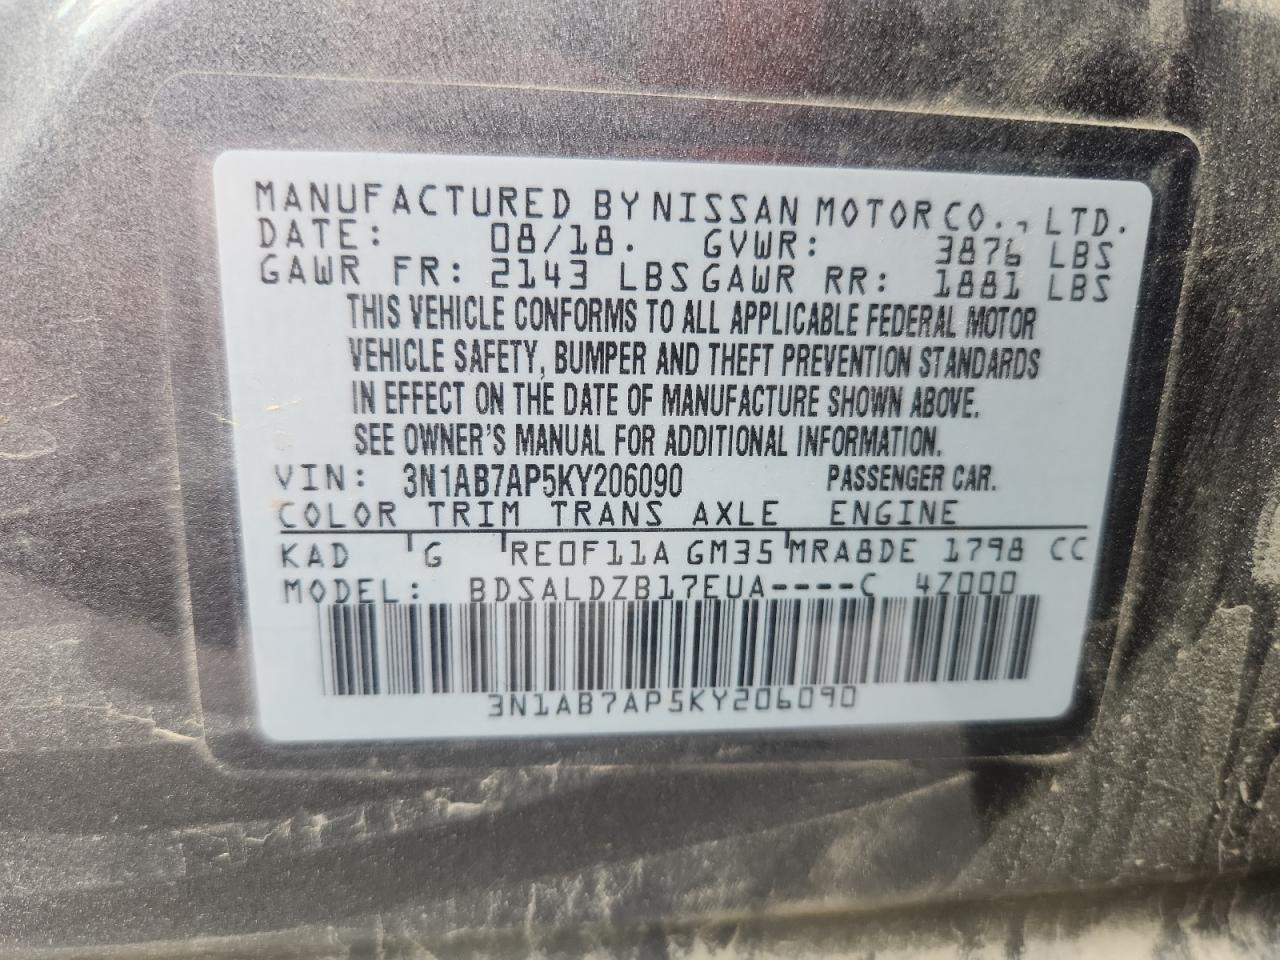 MANUFACTURED BY NISSAN MOTOR CO., LTD.
DATE: 08/18. GVWR: 3876 LBS
GAWR FR: 2143 LBS GAWR RR: 1881 LBS
THIS VEHICLE CONFORMS TO ALL APPLICABLE FEDERAL MOTOR
VEHICLE SAFETY, BUMPER AND THEFT PREVENTION STANDARDS
IN EFFECT ON THE DATE OF MANUFACTURE SHOWN ABOVE.
SEE OWNER'S MANUAL FOR ADDITIONAL INFORMATION.
VIN: 3N1AB7AP5KY206090 PASSENGER CAR.
COLOR TRIM TRANS AXLE ENGINE
KAD G RE0F11A GM35 MRA8DE 1798 CC
MODEL: BDSALDZB17EUA----C 4Z000
3N1AB7AP5KY206090